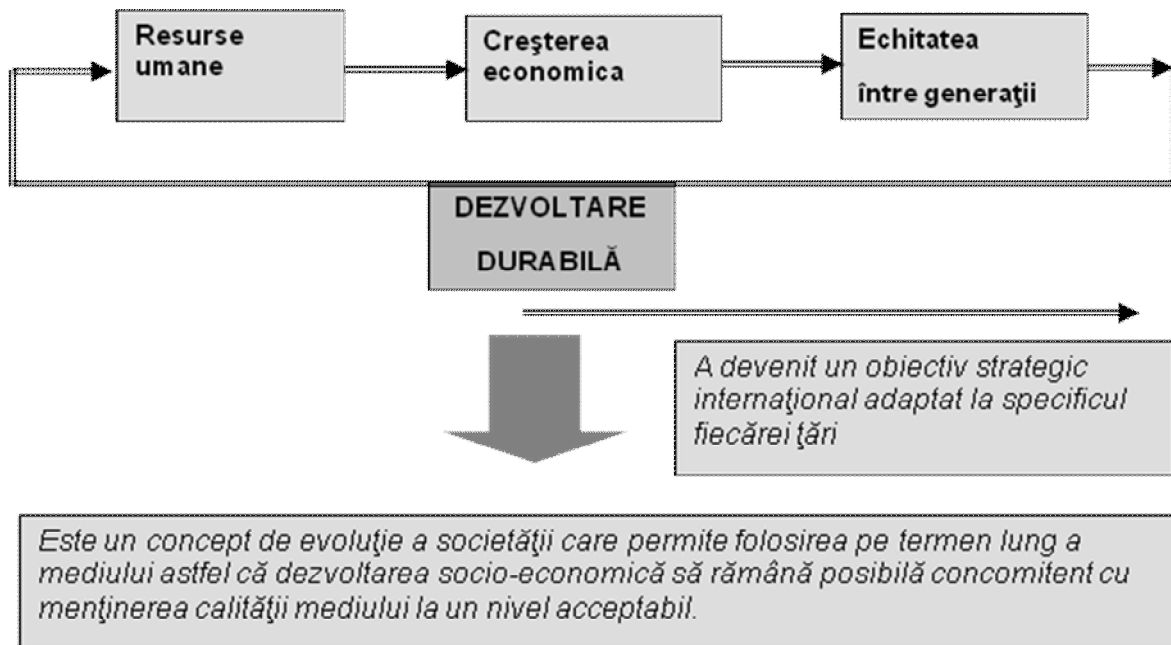 Resurse
umane
Creşterea
economica
Echitatea
între generaţii
DEZVOLTARE
DURABILĂ
A devenit un obiectiv strategic
internaţional adaptat la specificul
fiecărei ţări
Este un concept de evoluţie a societăţii care permite folosirea pe termen lung a
mediului astfel că dezvoltarea socio-economică să rămână posibilă concomitent cu
menţinerea calităţii mediului la un nivel acceptabil.